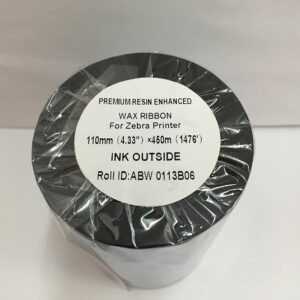 PREMIUM RESIN ENHANCED
WAX RIBBON
For Zebra Printer
110mm (4.33") ×450m (1476')
INK OUTSIDE
Roll ID:ABW 0113B06